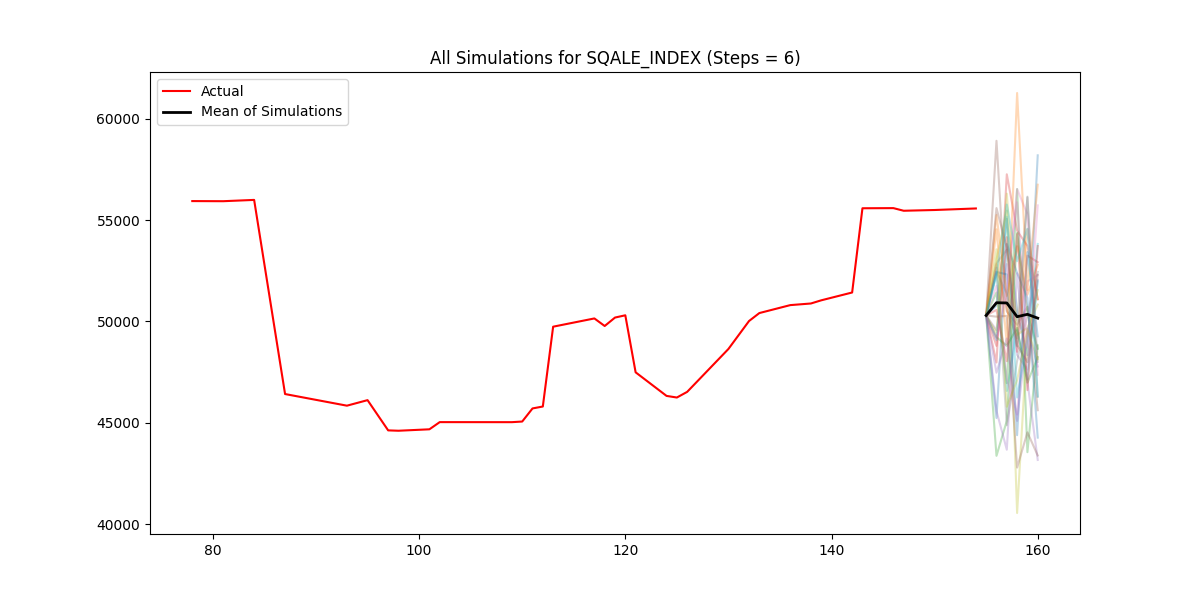 All Simulations for SQALE_INDEX (Steps = 6)
Actual
Mean of Simulations
60000
55000
50000
45000
40000
80 100 120 140 160